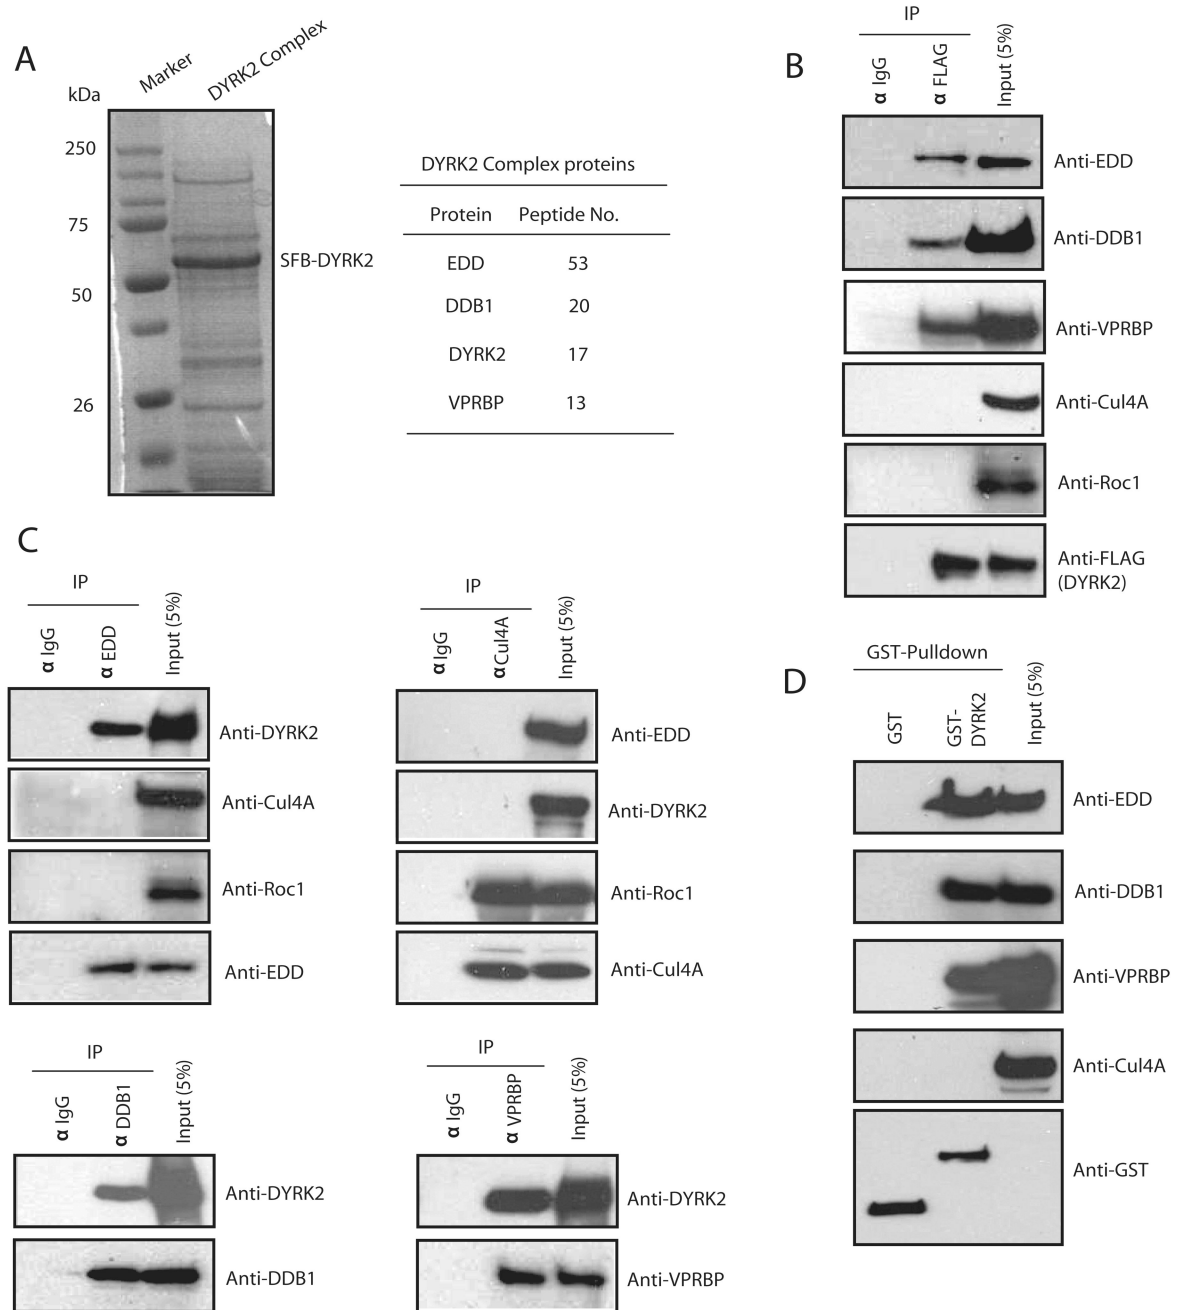 A
kDa
Marker
DYRK2 Complex
250
75
50
26
SFB-DYRK2
DYRK2 Complex proteins
Protein Peptide No.
EDD 53
DDB1 20
DYRK2 17
VPRBP 13
B
IP
α IgG
α FLAG
Input (5%)
Anti-EDD
Anti-DDB1
Anti-VPRBP
Anti-Cul4A
Anti-Roc1
Anti-FLAG
(DYRK2)
C
IP
α IgG
α EDD
Input (5%)
Anti-DYRK2
Anti-Cul4A
Anti-Roc1
Anti-EDD
IP
α IgG
α Cul4A
Input (5%)
Anti-EDD
Anti-DYRK2
Anti-Roc1
Anti-Cul4A
IP
α IgG
α DDB1
Input (5%)
Anti-DYRK2
Anti-DDB1
IP
α IgG
α VPRBP
Input (5%)
Anti-DYRK2
Anti-VPRBP
D
GST-Pulldown
GST
GST-
DYRK2
Input (5%)
Anti-EDD
Anti-DDB1
Anti-VPRBP
Anti-Cul4A
Anti-GST